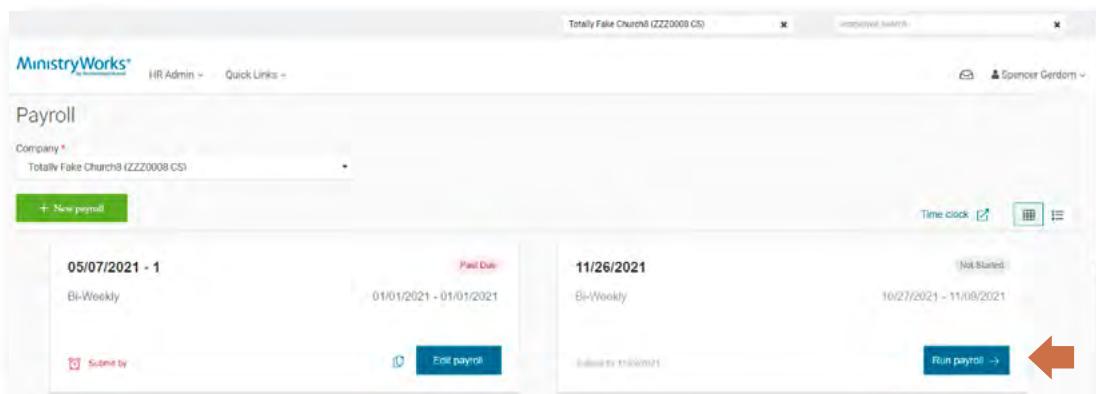 Totally Fake Church8 (ZZZ0008 CS) ✖
✖
MinistryWorks
HR Admin Quick Links Spencer Gerdom
Payroll
Company *
Totally Fake Church8 (ZZZ0008 CS)
+ New payroll
Time clock
05/07/2021 - 1 Past Due
Bi-Weekly 01/01/2021 - 01/01/2021
Submit by Edit payroll
11/26/2021 Not Started
Bi-Weekly 10/27/2021 - 11/09/2021
Run payroll →